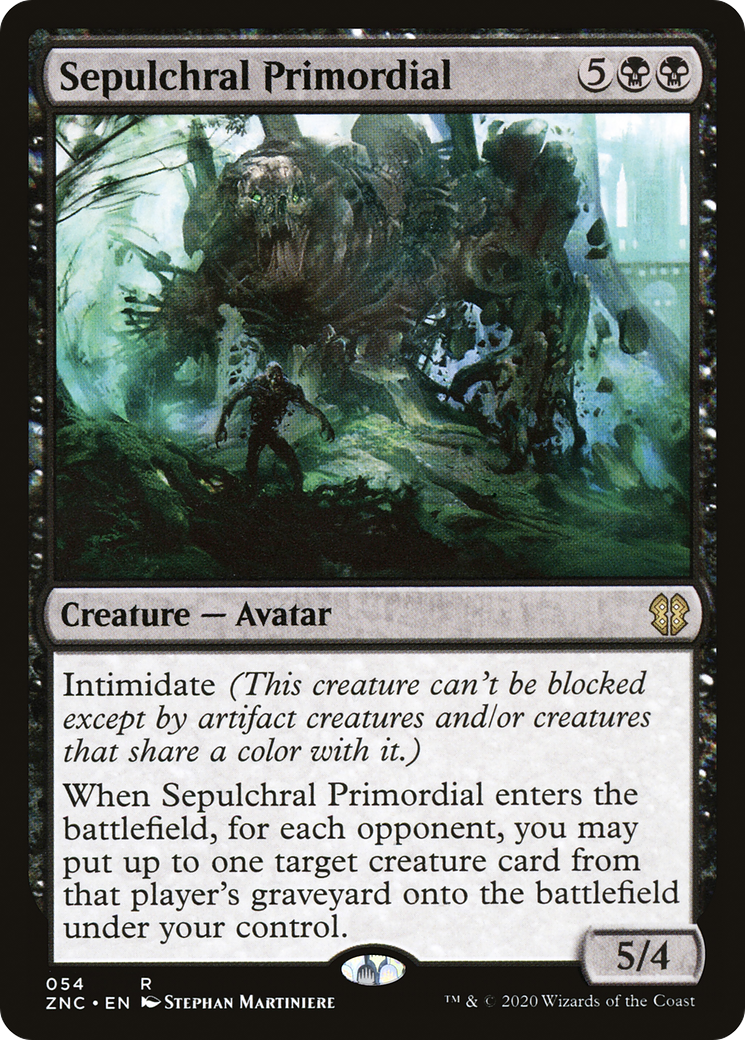 Sepulchral Primordial 5
Creature — Avatar
Intimidate (This creature can't be blocked
except by artifact creatures and/or creatures
that share a color with it.)
When Sepulchral Primordial enters the
battlefield, for each opponent, you may
put up to one target creature card from
that player's graveyard onto the battlefield
under your control.
5/4
054 R
ZNC • EN Stephan Martiniere
™ & © 2020 Wizards of the Coast